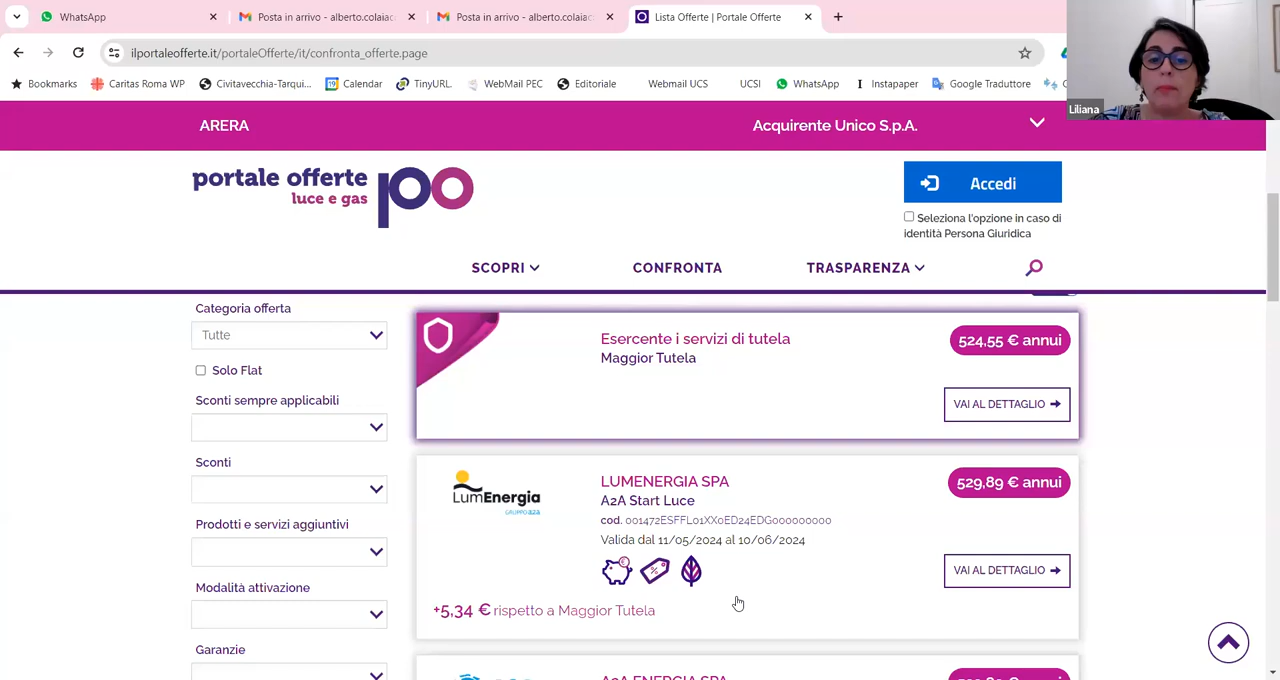 WhatsApp
Posta in arrivo - alberto.colaiac
Posta in arrivo - alberto.colaiac
Lista Offerte | Portale Offerte
ilportaleofferte.it/portaleOfferte/it/confronta_offerte.page
Bookmarks
Caritas Roma WP
Civitavecchia-Tarqui...
Calendar
TinyURL.
WebMail PEC
Editoriale
Webmail UCS
UCSI
WhatsApp
Instapaper
Google Traduttore
Liliana
ARERA
Acquirente Unico S.p.A.
portale offerte
luce e gas
po
Accedi
Seleziona l'opzione in caso di
identità Persona Giuridica
SCOPRI
CONFRONTA
TRASPARENZA
Categoria offerta
Tutte
Solo Flat
Sconti sempre applicabili
Sconti
Prodotti e servizi aggiuntivi
Modalità attivazione
Garanzie
Esercente i servizi di tutela
Maggior Tutela
524,55 € annui
VAI AL DETTAGLIO
LumEnergia
GRUPPO a2a
LUMENERGIA SPA
A2A Start Luce
cod. 001472ESFFL01XX0ED24EDG000000000
Valida dal 11/05/2024 al 10/06/2024
529,89 € annui
VAI AL DETTAGLIO
+5,34 € rispetto a Maggior Tutela
A2A ENERGIA SPA